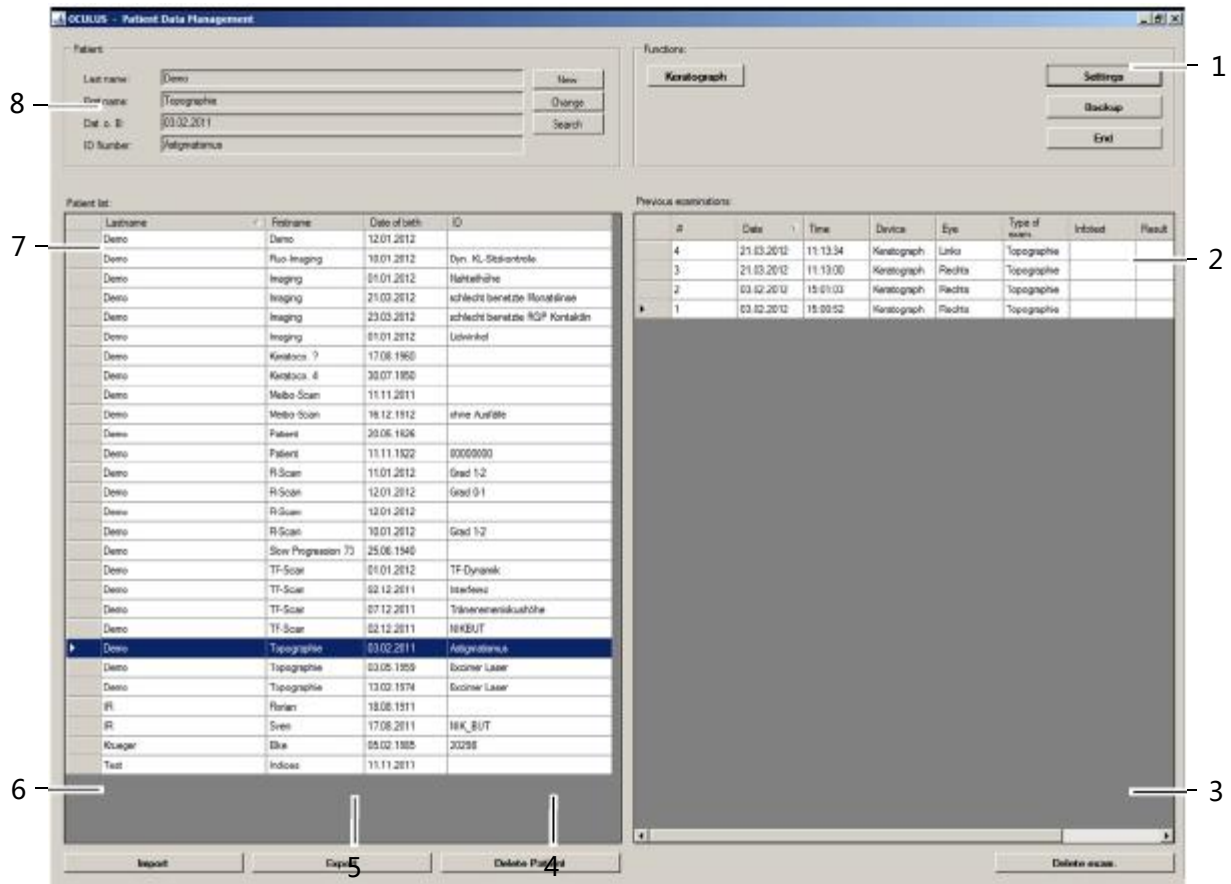 OCULUS - Patient Data Management
Patient:
Functions:
Last name: Demo New
Keratograph
Settings
1
8
First name: Topographie Change
Backup
Dat. o. B: 03.02.2011 Search
End
ID Number: Astigmatismus
Patient list:
Previous examinations:
Lastname Firstname Date of birth ID
# Date Time Device Eye Type of exam. Infotext Result
7
Demo Demo 12.01.2012
4 21.03.2012 11:13:34 Keratograph Links Topographie
2
Demo Fluo-Imaging 10.01.2012 Dyn. KL-Sitzkontrolle
3 21.03.2012 11:13:00 Keratograph Rechts Topographie
Demo Imaging 01.01.2012
2 03.02.2012 15:01:03 Keratograph Rechts Topographie
Demo Imaging 21.03.2012 schlecht benetzte Monatslinse
1 03.02.2012 15:00:52 Keratograph Rechts Topographie
Demo Imaging 23.03.2012 schlecht benetzte RGP Kontaktlin
Demo Imaging 01.01.2012 Lidwinkel
Demo Keratoco. ? 17.08.1960
Demo Keratoco. 4 30.07.1950
Demo Meibo-Scan 11.11.2011
Demo Meibo-Scan 16.12.1912 ohne Ausfälle
Demo Patient 20.05.1926
Demo Patient 11.11.1922 00000000
Demo R-Scan 11.01.2012 Grad 1-2
Demo R-Scan 12.01.2012 Grad 0-1
Demo R-Scan 12.01.2012
Demo R-Scan 10.01.2012 Grad 1-2
Demo Slow Progression 73 25.06.1940
Demo TF-Scan 01.01.2012 TF-Dynamik
Demo TF-Scan 02.12.2011 Interferenz
Demo TF-Scan 07.12.2011 Tränenmeniskushöhe
Demo TF-Scan 02.12.2011 NIKBUT
Demo Topographie 03.02.2011 Astigmatismus
Demo Topographie 03.05.1959 Excimer Laser
Demo Topographie 13.02.1974 Excimer Laser
IR Florian 18.08.1911
IR Sven 17.08.2011 NIK_BUT
Krueger Elke 05.02.1985 20298
Test Indices 11.11.2011
6
3
5
4
Import Export Delete Patient
Delete exam.